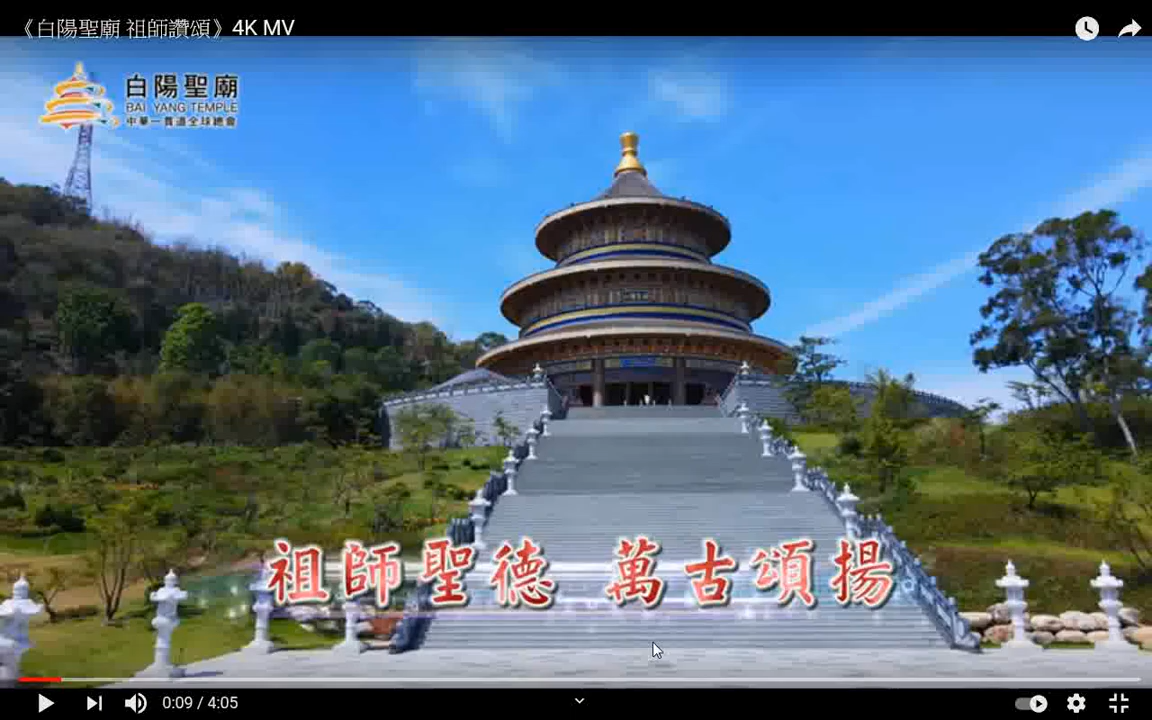 《白陽聖廟 祖師讚頌》4K MV
白陽聖廟
BAI YANG TEMPLE
中華一貫道全球總會
祖師聖德 萬古頌揚
0:09 / 4:05